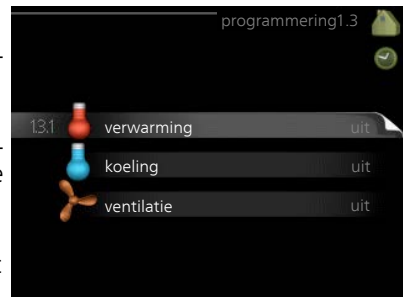 programmering1.3
1.3.1 verwarming uit
koeling uit
ventilatie uit